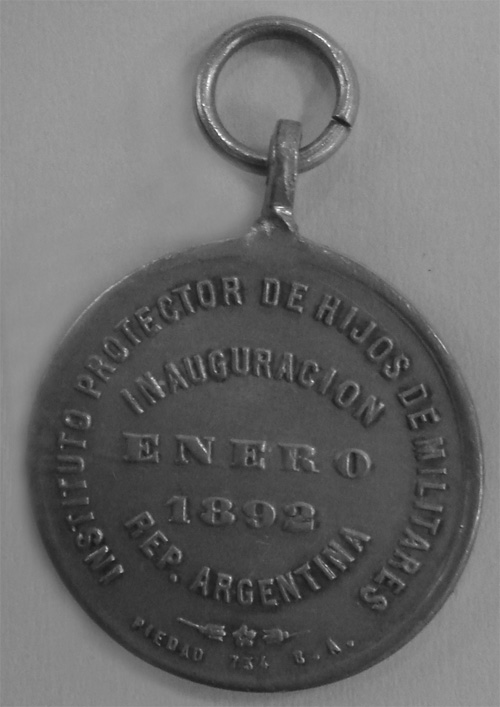 INSTITUTO PROTECTOR DE HIJOS DE MILITARES
INAUGURACION
ENERO
1892
REP. ARGENTINA
PIEDAD 734 B.A.